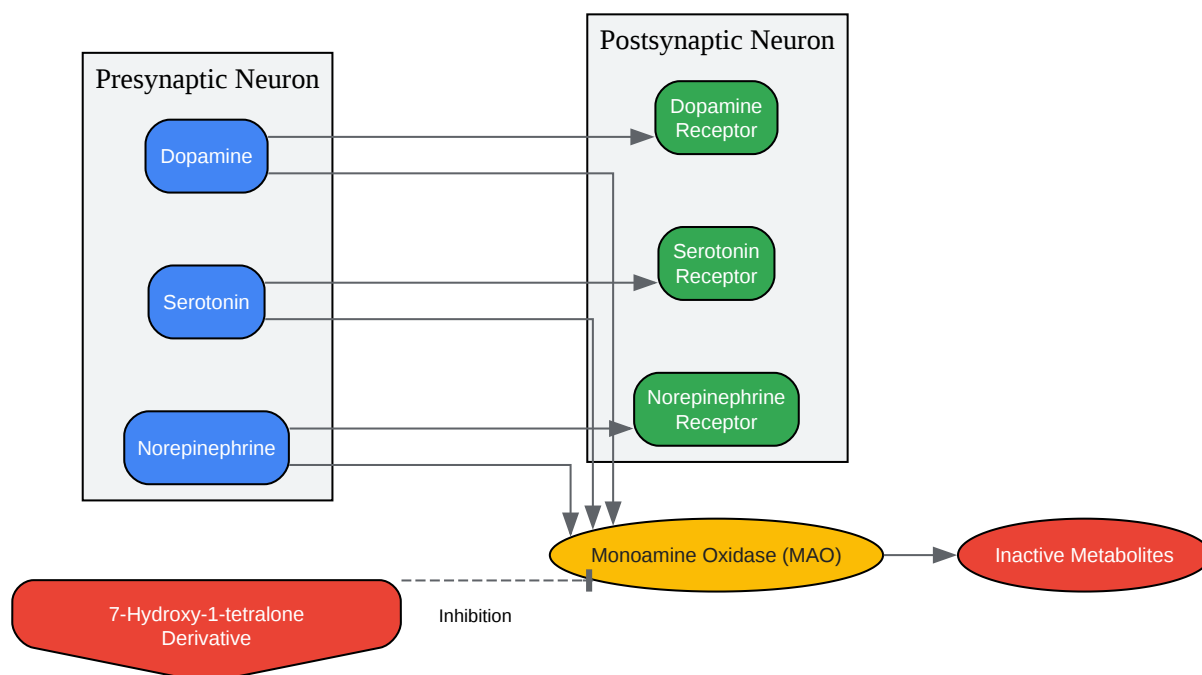 Presynaptic Neuron
Dopamine
Serotonin
Norepinephrine
Postsynaptic Neuron
Dopamine
Receptor
Serotonin
Receptor
Norepinephrine
Receptor
Monoamine Oxidase (MAO)
Inactive Metabolites
7-Hydroxy-1-tetralone
Derivative
Inhibition